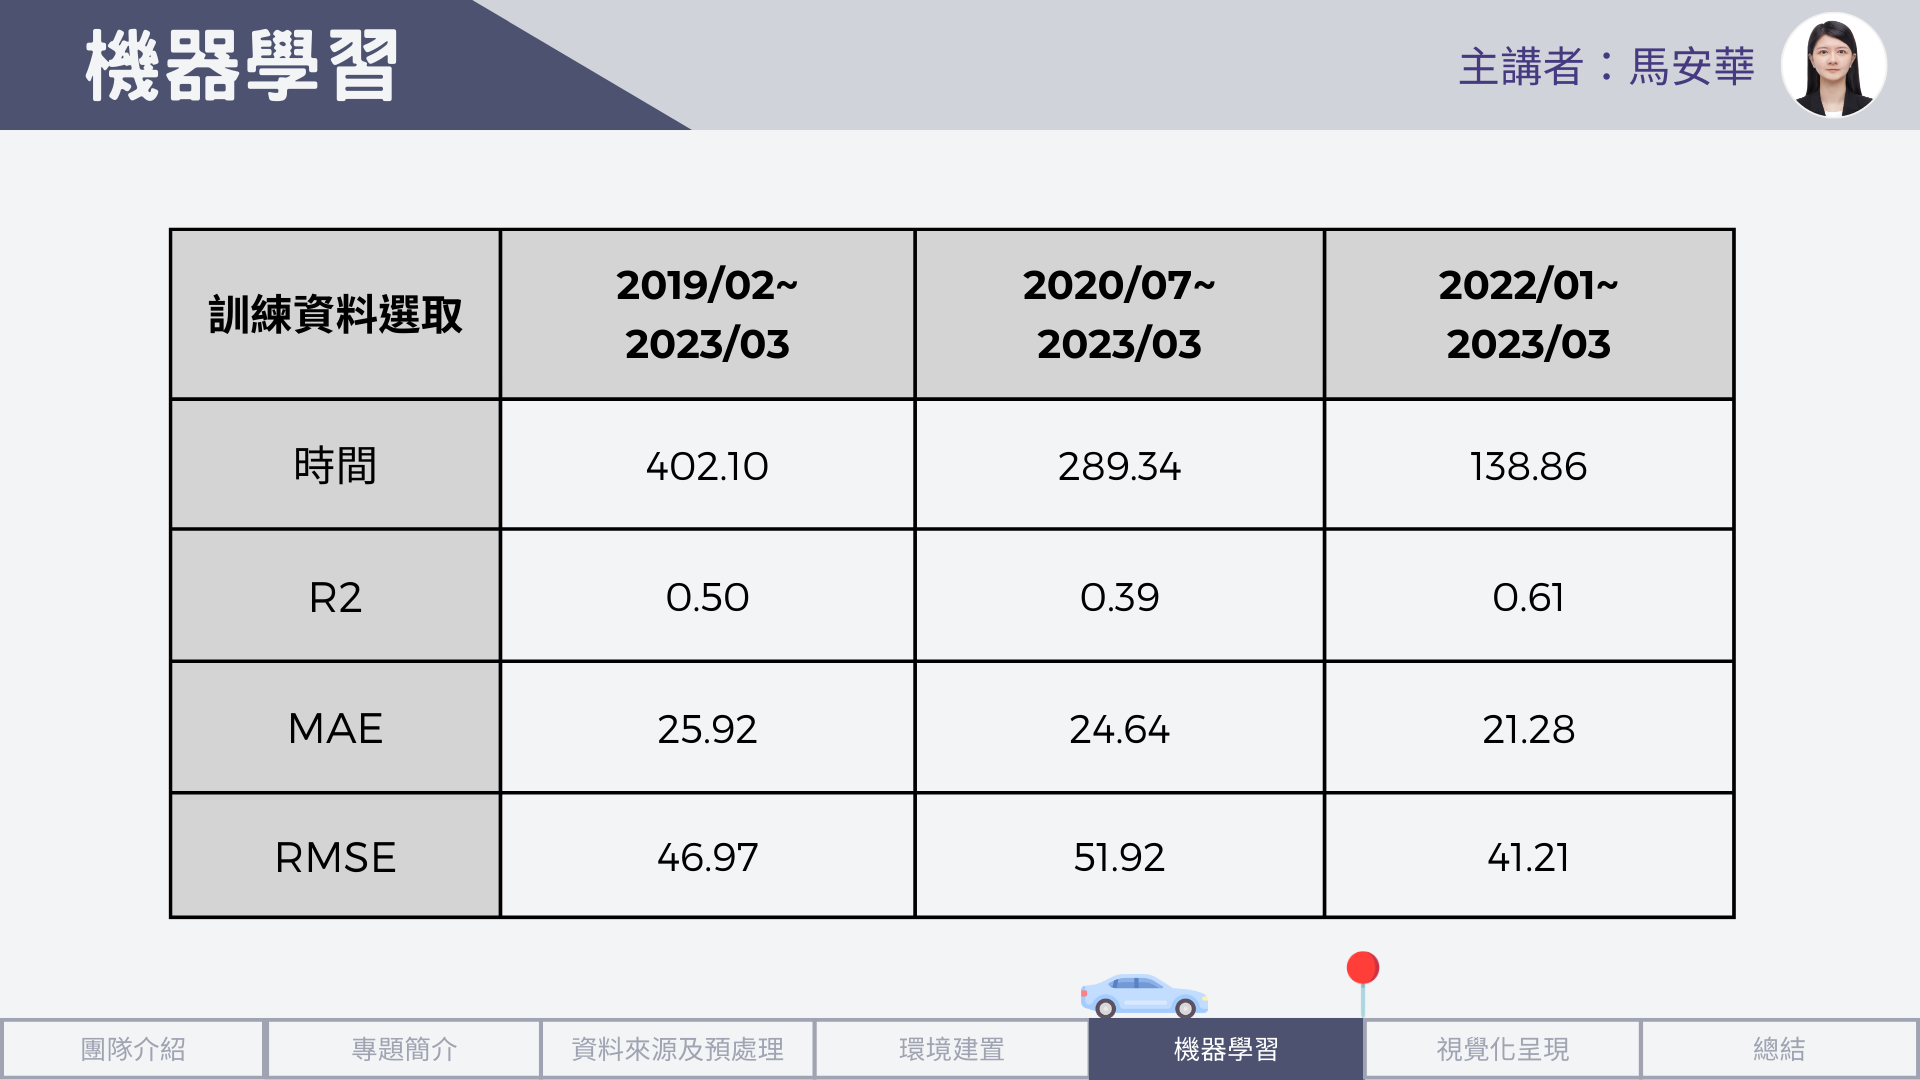 機器學習
主講者：馬安華
訓練資料選取
2019/02~
2023/03
2020/07~
2023/03
2022/01~
2023/03
時間
402.10
289.34
138.86
R2
0.50
0.39
0.61
MAE
25.92
24.64
21.28
RMSE
46.97
51.92
41.21
團隊介紹
專題簡介
資料來源及預處理
環境建置
機器學習
視覺化呈現
總結